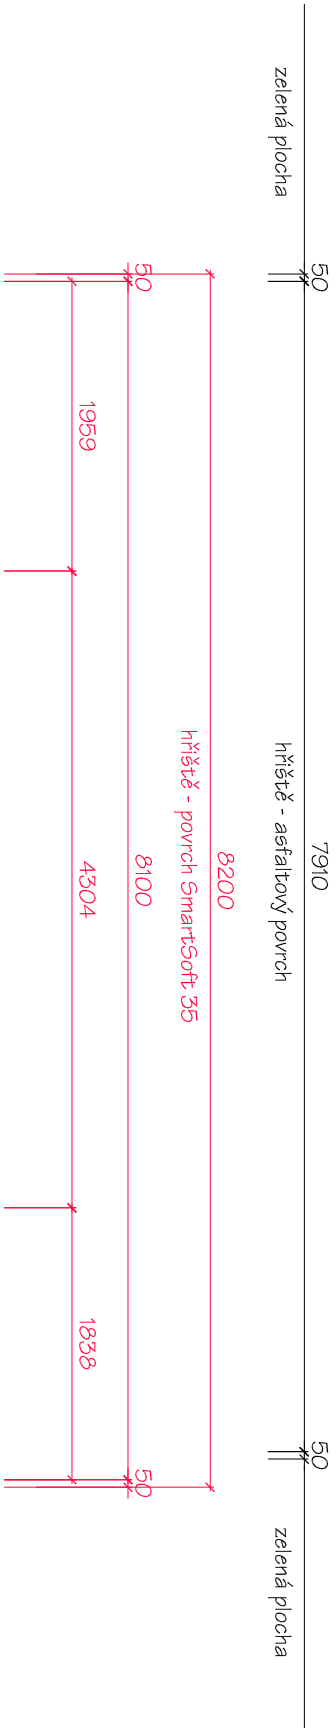 zelená plocha
50
hřiště - asfaltový povrch
7910
50
zelená plocha
8200
hřiště - povrch SmartSoft 35
50
8100
50
1959
4304
1838